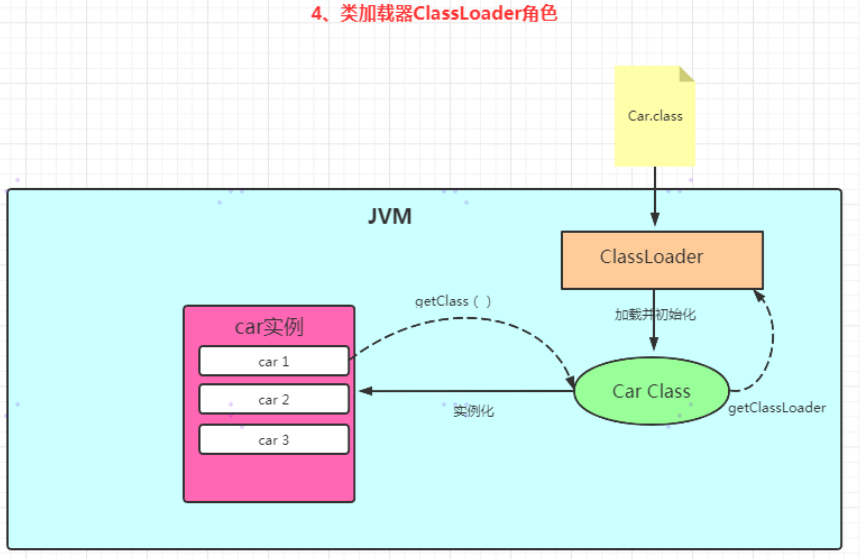 4、类加载器ClassLoader角色
Car.class
JVM
ClassLoader
getClass（ ）
加载并初始化
car实例
car 1
car 2
car 3
Car Class
实例化
getClassLoader